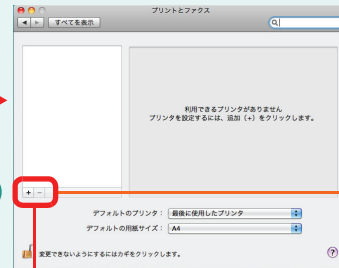 プリントとファクス
すべてを表示
利用できるプリンタがありません
プリンタを設定するには、追加（+）をクリックします。
+ -
デフォルトのプリンタ： 最後に使用したプリンタ
デフォルトの用紙サイズ： A4
変更できないようにするにはカギをクリックします。
?